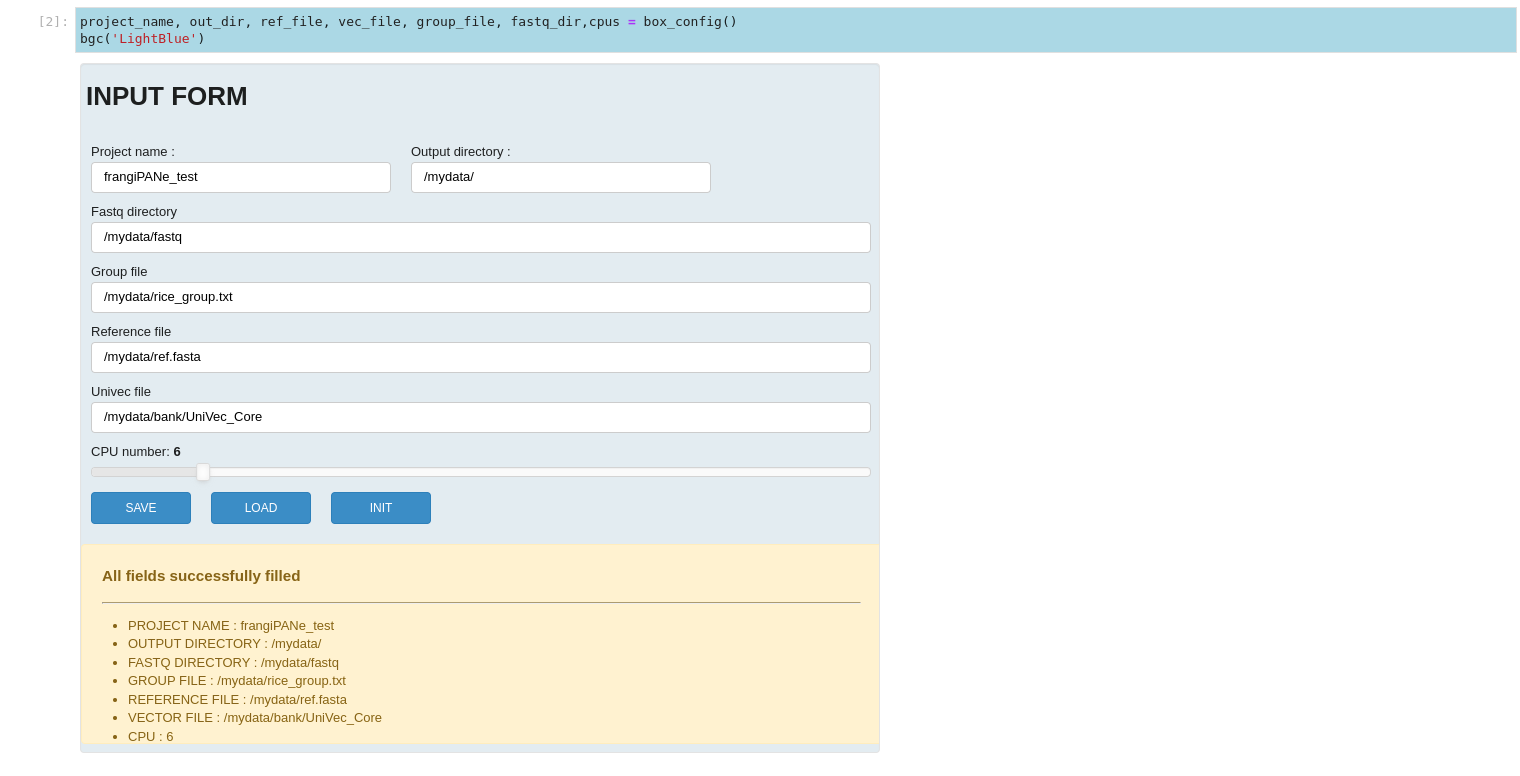 [2]: project_name, out_dir, ref_file, vec_file, group_file, fastq_dir,cpus = box_config()
bgc('LightBlue')
INPUT FORM
Project name : Output directory :
frangiPANe_test /mydata/
Fastq directory
/mydata/fastq
Group file
/mydata/rice_group.txt
Reference file
/mydata/ref.fasta
Univec file
/mydata/bank/UniVec_Core
CPU number: 6
SAVE LOAD INIT
All fields successfully filled
• PROJECT NAME : frangiPANe_test
• OUTPUT DIRECTORY : /mydata/
• FASTQ DIRECTORY : /mydata/fastq
• GROUP FILE : /mydata/rice_group.txt
• REFERENCE FILE : /mydata/ref.fasta
• VECTOR FILE : /mydata/bank/UniVec_Core
• CPU : 6